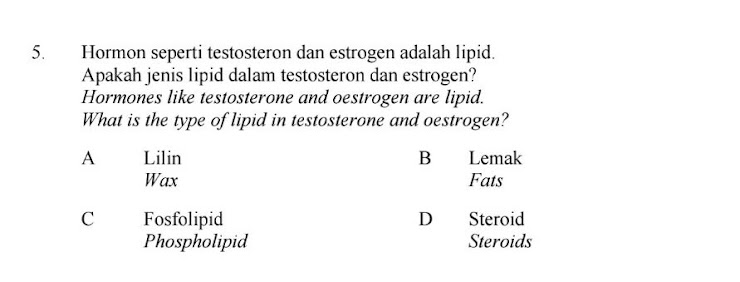 5. Hormon seperti testosteron dan estrogen adalah lipid.
Apakah jenis lipid dalam testosteron dan estrogen?
Hormones like testosterone and oestrogen are lipid.
What is the type of lipid in testosterone and oestrogen?
A Lilin B Lemak
Wax Fats
C Fosfolipid D Steroid
Phospholipid Steroids